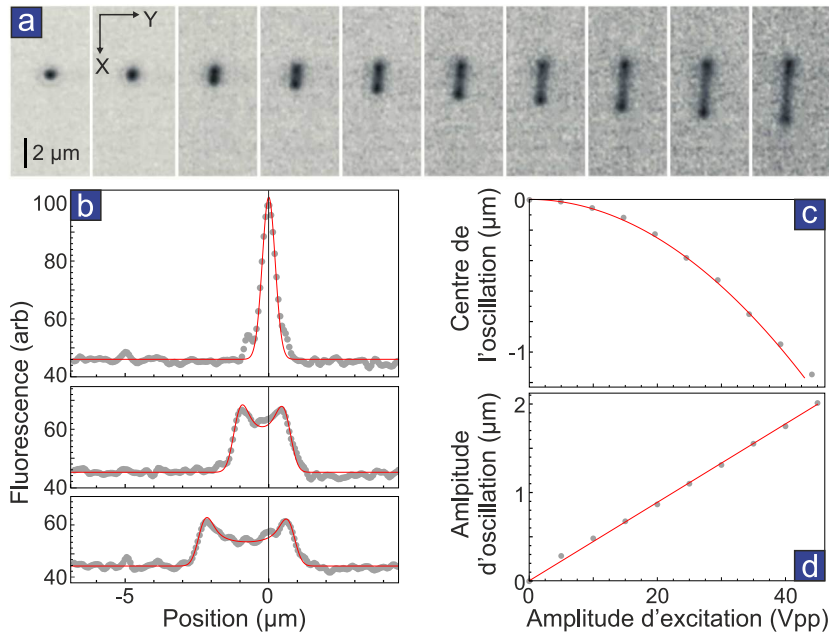 a
Y
X
2 µm
b
100
80
60
40
60
40
60
40
Fluorescence (arb)
-5
0
Position (µm)
c
0
-1
Centre de
l'oscillation (µm)
d
2
1
0
Amlpitude
d'oscillation (µm)
0
20
40
Amplitude d'excitation (Vpp)